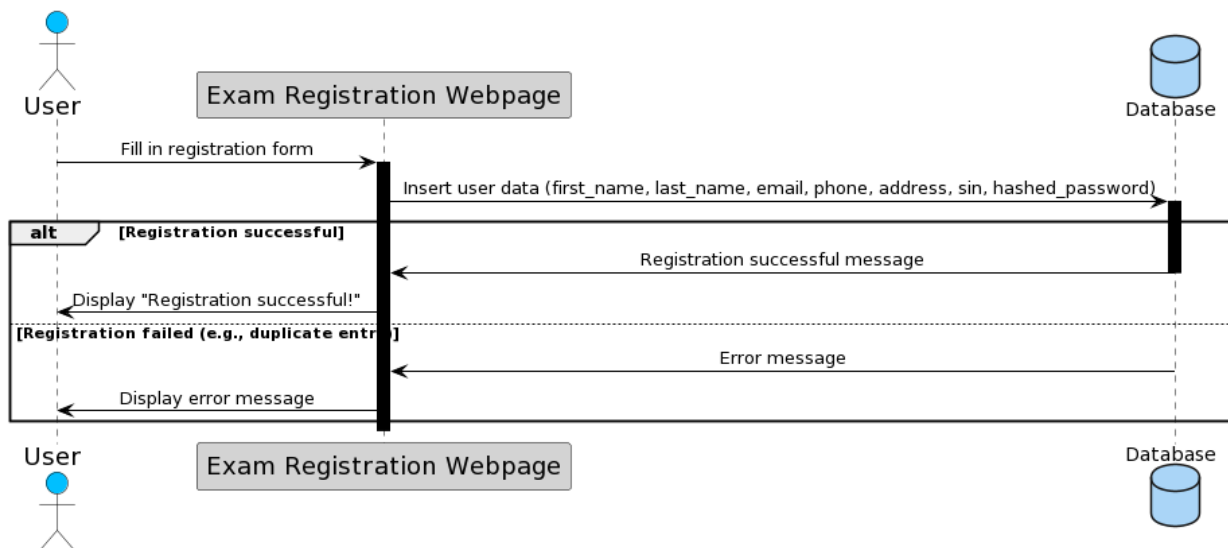 User
Exam Registration Webpage
Database
Fill in registration form
Insert user data (first_name, last_name, email, phone, address, sin, hashed_password)
alt [Registration successful]
Registration successful message
Display "Registration successful!"
[Registration failed (e.g., duplicate entry)]
Error message
Display error message
User
Exam Registration Webpage
Database